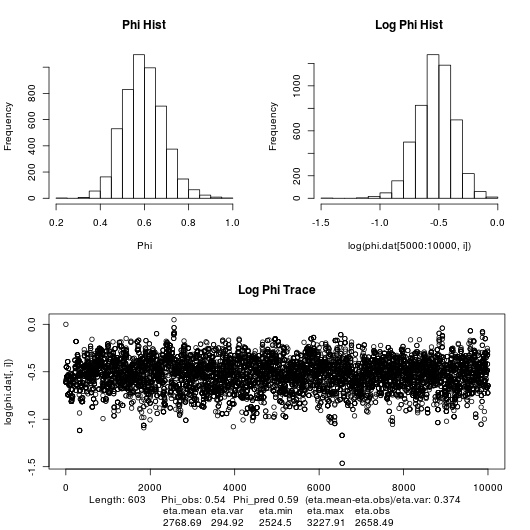 Phi Hist
Log Phi Hist
Frequency
0 200 400 600 800
0.2 0.4 0.6 0.8 1.0
Phi
Frequency
0 200 600 1000
-1.5 -1.0 -0.5 0.0
log(phi.dat[5000:10000, i])
Log Phi Trace
log(phi.dat[, i])
0.0 -0.5 -1.0 -1.5
0 2000 4000 6000 8000 10000
Length: 603 Phi_obs: 0.54 Phi_pred 0.59 (eta.mean-eta.obs)/eta.var: 0.374
eta.mean eta.var eta.min eta.max eta.obs
2768.69 294.92 2524.5 3227.91 2658.49